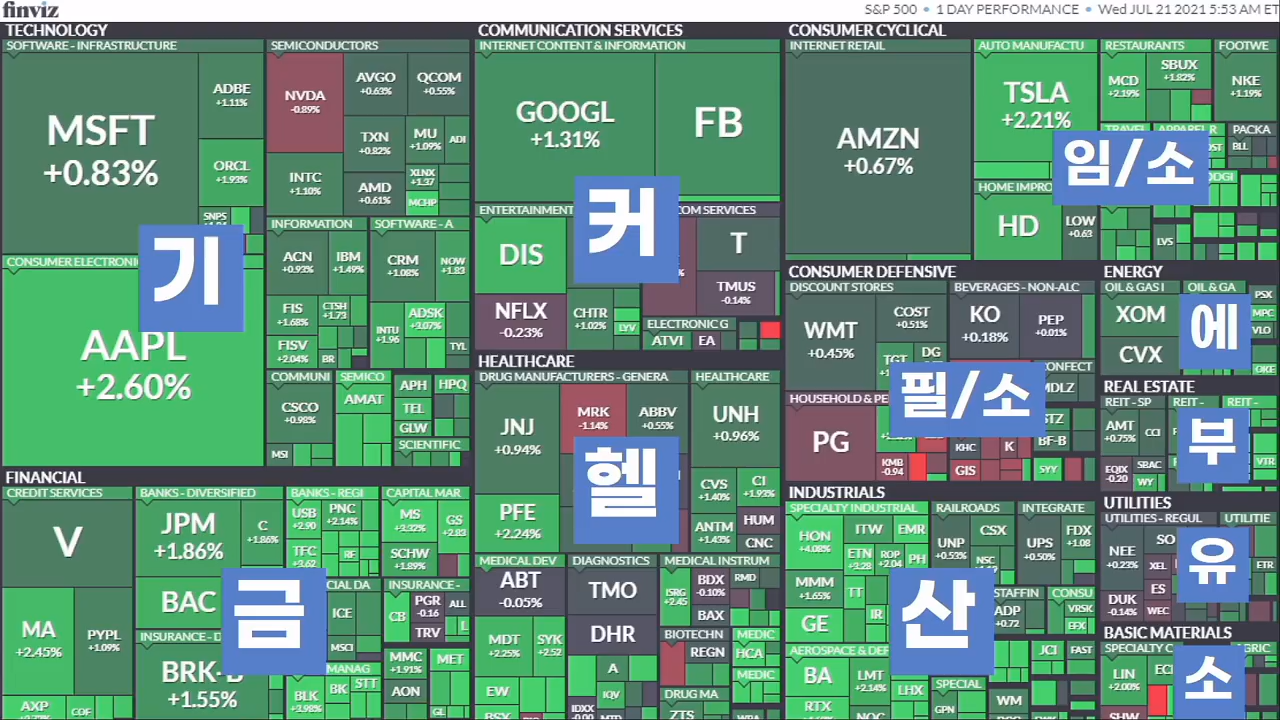 finviz
S&P 500 • 1 DAY PERFORMANCE • Wed JUL 21 2021 5:53 AM ET
TECHNOLOGY
SOFTWARE - INFRASTRUCTURE
MSFT
+0.83%
ADBE
+1.11%
ORCL
+1.93%
SNPS
CONSUMER ELECTRONIC
기
AAPL
+2.60%
SEMICONDUCTORS
NVDA
-0.89%
AVGO
+0.63%
QCOM
+0.55%
TXN
+0.82%
MU
+1.09%
ADI
INTC
+1.10%
AMD
+0.61%
XLNX
+1.37
MCHP
INFORMATION
ACN
+0.93%
IBM
+1.49%
FIS
+1.68%
CTSH
+1.73
FISV
+2.04%
BR
SOFTWARE - A
CRM
+1.08%
NOW
+1.83
INTU
+1.96
ADSK
+3.07%
TYL
COMMUNI
CSCO
+0.98%
MSI
SEMICO
AMAT
APH
HPQ
TEL
GLW
SCIENTIFIC
FINANCIAL
CREDIT SERVICES
V
MA
+2.45%
PYPL
+1.09%
AXP
COF
BANKS - DIVERSIFIED
JPM
+1.86%
C
+1.86%
BAC
금
INSURANCE - D
BRK-B
+1.55%
BANKS - REGI
USB
+2.90
PNC
+2.14%
TFC
+3.62
RF
CIAL DA
ICE
MSCI
MANAG
BLK
+3.98%
BK
STT
CAPITAL MAR
MS
+3.32%
GS
+2.83
SCHW
+1.89%
INSURANCE -
CB
PGR
-0.16
ALL
TRV
L
MMC
+1.91%
MET
AON
GL
COMMUNICATION SERVICES
INTERNET CONTENT & INFORMATION
GOOGL
+1.31%
FB
ENTERTAINMENT
커
DIS
NFLX
-0.23%
CHTR
+1.02%
LYV
COM SERVICES
T
TMUS
-0.14%
ELECTRONIC G
ATVI
EA
HEALTHCARE
DRUG MANUFACTURERS - GENERA
JNJ
+0.94%
MRK
-1.14%
ABBV
+0.55%
헬
PFE
+2.24%
HEALTHCARE
UNH
+0.96%
CVS
+1.40%
CI
+1.93%
ANTM
+1.43%
HUM
CNC
MEDICAL DEV
ABT
-0.05%
MDT
+2.25%
SYK
+2.52
EW
BSX
DIAGNOSTICS
TMO
DHR
A
IQV
IDXX
MTD
MEDICAL INSTRUM
ISRG
+2.45
BDX
-0.10%
RMD
BAX
BIOTECHN
REGN
MEDIC
HCA
MEDIC
DRUG MA
ZTS
WBA
CONSUMER CYCLICAL
INTERNET RETAIL
AMZN
+0.67%
AUTO MANUFACTU
TSLA
+2.21%
HOME IMPRO
HD
LOW
+0.63
RESTAURANTS
MCD
+2.19%
SBUX
+1.82%
FOOTWE
NKE
+1.19%
TRAVEL
APPAREL R
PACKA
BLL
임/소
LVS
CONSUMER DEFENSIVE
DISCOUNT STORES
WMT
+0.45%
COST
+0.51%
TGT
DG
BEVERAGES - NON-ALC
KO
+0.18%
PEP
+0.01%
필/소
CONFECT
MDLZ
HOUSEHOLD & PE
PG
KMB
-0.94
STZ
BF-B
KHC
K
GIS
SYY
INDUSTRIALS
SPECIALTY INDUSTRIAL
HON
+4.08%
ITW
EMR
ETN
+3.28
ROP
+2.04
PH
MMM
+1.65%
TT
GE
IR
RAILROADS
UNP
+0.53%
CSX
NSC
INTEGRATE
UPS
+0.50%
FDX
+1.08
산
STAFFIN
ADP
+0.72
CONSU
VRSK
EFX
AEROSPACE & DEF
BA
LMT
+2.14%
LHX
RTX
NOC
SPECIAL
GPN
JCI
FAST
WM
ENERGY
OIL & GAS I
XOM
CVX
OIL & GA
PSX
MPC
VLO
OKE
에
REAL ESTATE
REIT - SP
AMT
+0.75%
CCI
EQIX
-0.20
SBAC
WY
REIT -
REIT -
VTR
부
UTILITIES
UTILITIES - REGUL
NEE
+0.23%
SO
XEL
DUK
-0.14%
ES
WEC
UTILITIE
ETR
유
BASIC MATERIALS
SPECIALTY C
LIN
+2.00%
ECL
SHW
AGRIC
소